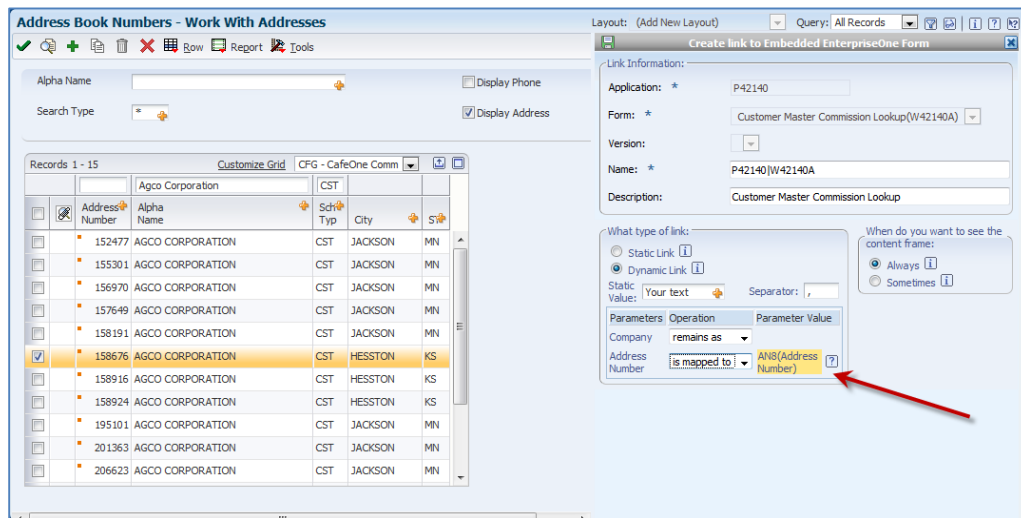 Address Book Numbers - Work With Addresses
Layout: (Add New Layout) Query: All Records
Row Report Tools
Alpha Name
Display Phone
Search Type * Display Address
Records 1 - 15 Customize Grid CFG - CafeOne Comm
Agco Corporation CST
Address Number Alpha Name Sch Typ City ST
152477 AGCO CORPORATION CST JACKSON MN
155301 AGCO CORPORATION CST JACKSON MN
156970 AGCO CORPORATION CST JACKSON MN
157649 AGCO CORPORATION CST JACKSON MN
158191 AGCO CORPORATION CST JACKSON MN
158676 AGCO CORPORATION CST HESSTON KS
158916 AGCO CORPORATION CST HESSTON KS
158924 AGCO CORPORATION CST HESSTON KS
195101 AGCO CORPORATION CST JACKSON MN
201363 AGCO CORPORATION CST JACKSON MN
206623 AGCO CORPORATION CST JACKSON MN
Create link to Embedded EnterpriseOne Form
Link Information:
Application: * P42140
Form: * Customer Master Commission Lookup(W42140A)
Version:
Name: * P42140|W42140A
Description: Customer Master Commission Lookup
What type of link:
Static Link
Dynamic Link
Static Value: Your text Separator: ,
Parameters Operation Parameter Value
Company remains as
Address Number is mapped to AN8(Address Number) ?
When do you want to see the
content frame:
Always
Sometimes